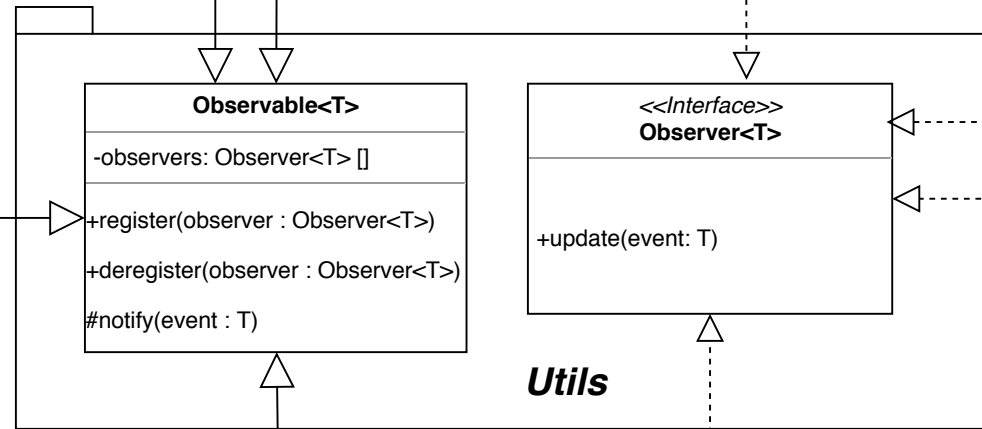 Observable<T>
-observers: Observer<T> []
+register(observer : Observer<T>)
+deregister(observer : Observer<T>)
#notify(event : T)
<<Interface>>
Observer<T>
+update(event: T)
Utils